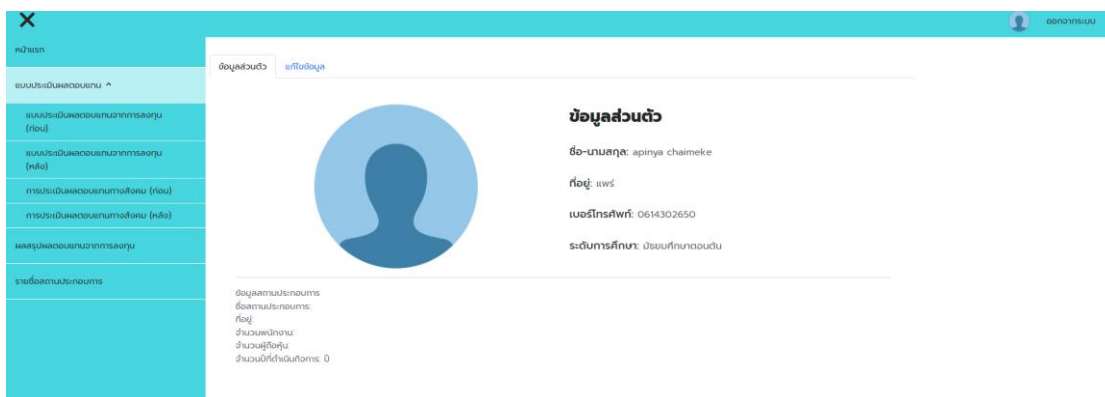 ออกจากระบบ
หน้าแรก
แบบประเมินผลตอบแทน ^
แบบประเมินผลตอบแทนจากการลงทุน
(ก่อน)
แบบประเมินผลตอบแทนจากการลงทุน
(หลัง)
การประเมินผลตอบแทนทางสังคม (ก่อน)
การประเมินผลตอบแทนทางสังคม (หลัง)
ผลสรุปผลตอบแทนจากการลงทุน
รายชื่อสถานประกอบการ
ข้อมูลส่วนตัว แก้ไขข้อมูล
ข้อมูลส่วนตัว
ชื่อ-นามสกุล: apinya chaimeke
ที่อยู่: แพร่
เบอร์โทรศัพท์: 0614302650
ระดับการศึกษา: มัธยมศึกษาตอนต้น
ข้อมูลสถานประกอบการ
ชื่อสถานประกอบการ:
ที่อยู่:
จำนวนพนักงาน:
จำนวนผู้ถือหุ้น:
จำนวนปีที่ดำเนินกิจการ: ปี